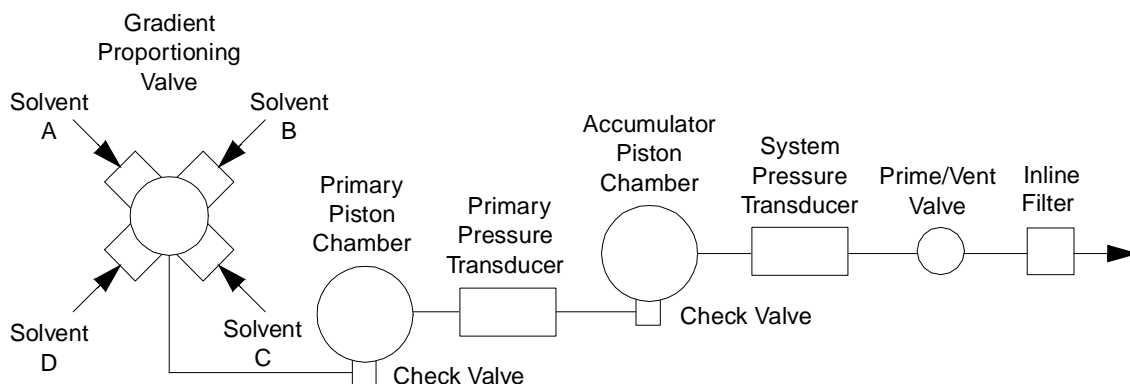 Gradient
Proportioning
Valve
Solvent
A
Solvent
B
Solvent
D
Solvent
C
Primary
Piston
Chamber
Check Valve
Primary
Pressure
Transducer
Accumulator
Piston
Chamber
Check Valve
System
Pressure
Transducer
Prime/Vent
Valve
Inline
Filter